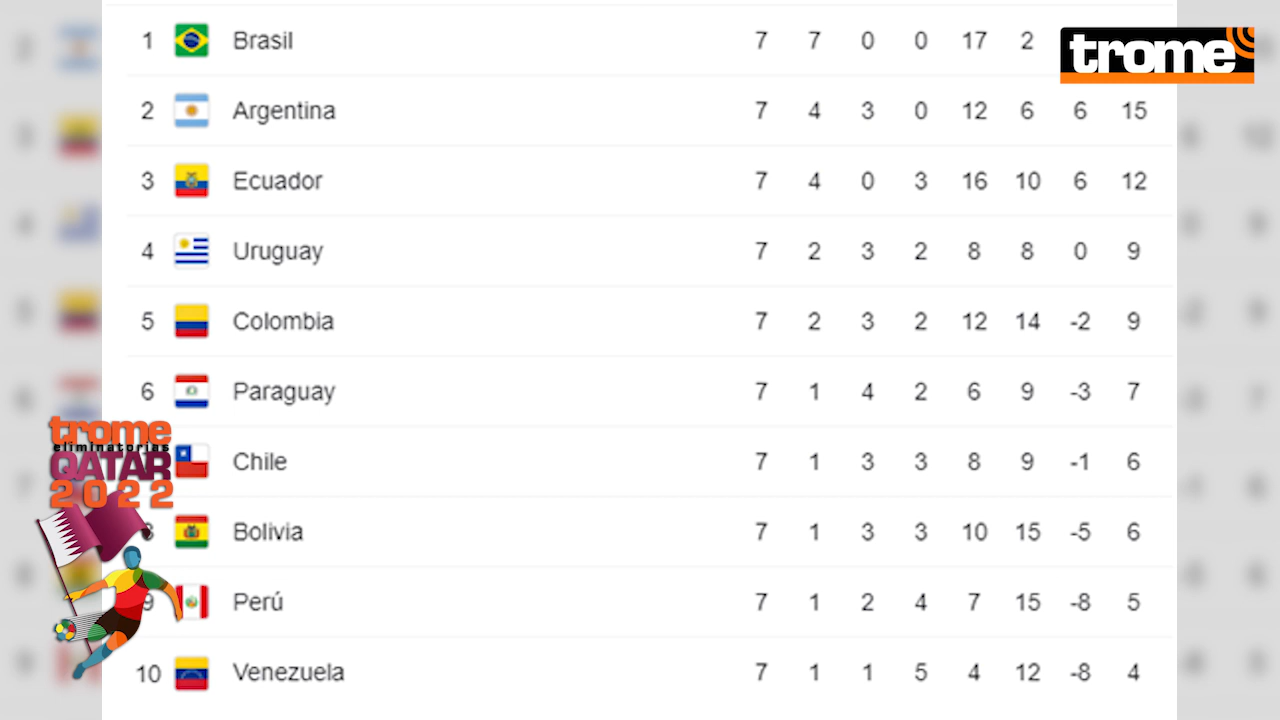 1 Brasil 7 7 0 0 17 2
trome
2 Argentina 7 4 3 0 12 6 6 15
3 Ecuador 7 4 0 3 16 10 6 12
4 Uruguay 7 2 3 2 8 8 0 9
5 Colombia 7 2 3 2 12 14 -2 9
6 Paraguay 7 1 4 2 6 9 -3 7
trome
eliminatorias
QATAR
2022
Chile 7 1 3 3 8 9 -1 6
Bolivia 7 1 3 3 10 15 -5 6
9 Perú 7 1 2 4 7 15 -8 5
10 Venezuela 7 1 1 5 4 12 -8 4